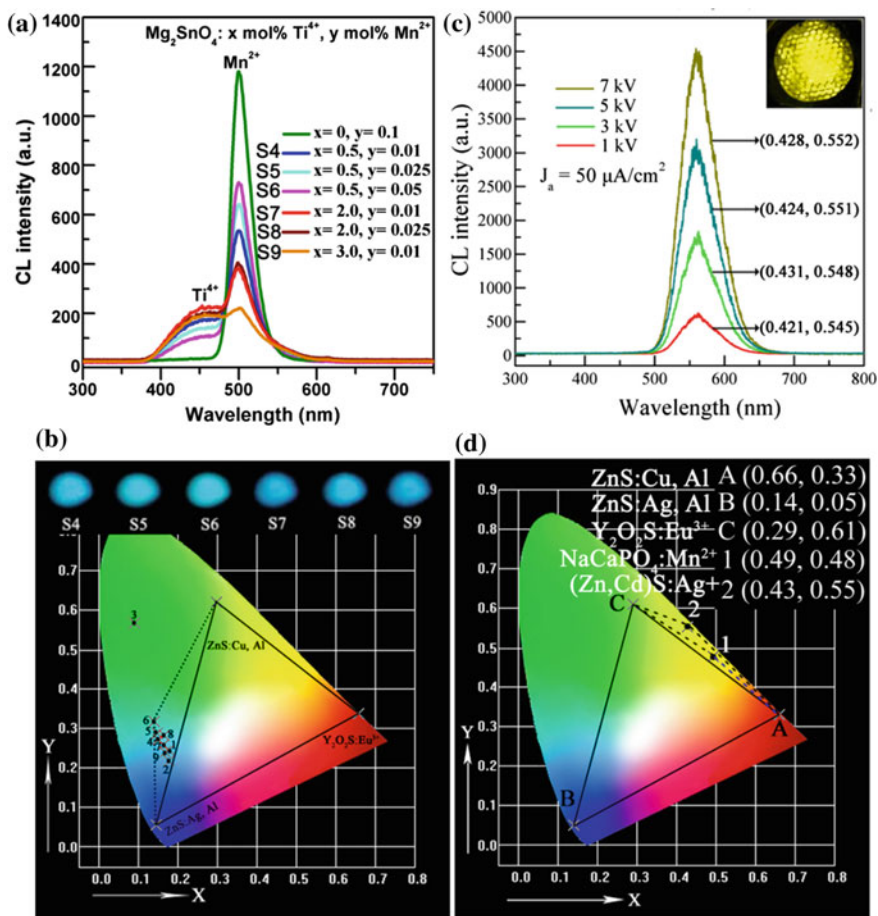 (a)
Mg₂SnO₄: x mol% Ti⁴⁺, y mol% Mn²⁺
Mn²⁺
Ti⁴⁺
x= 0, y= 0.1
S4 x= 0.5, y= 0.01
S5 x= 0.5, y= 0.025
S6 x= 0.5, y= 0.05
S7 x= 2.0, y= 0.01
S8 x= 2.0, y= 0.025
S9 x= 3.0, y= 0.01
CL intensity (a.u.)
1400
1200
1000
800
600
400
200
0
300 400 500 600 700
Wavelength (nm)
(c)
CL intensity (a.u.)
5000
4500
4000
3500
3000
2500
2000
1500
1000
500
0
7 kV
5 kV
3 kV
1 kV
Jₐ = 50 μA/cm²
(0.428, 0.552)
(0.424, 0.551)
(0.431, 0.548)
(0.421, 0.545)
300 400 500 600 700 800
Wavelength (nm)
(b)
S4 S5 S6 S7 S8 S9
0.8
0.7
0.6
0.5
0.4
0.3
0.2
0.1
0.0
Y
3
ZnS:Cu, Al
6
5
8
4
1
9
2
Y₂O₂S:Eu³⁺
ZnS:Ag, Al
0.0 0.1 0.2 0.3 0.4 0.5 0.6 0.7 0.8
X
(d)
ZnS:Cu, Al A (0.66, 0.33)
ZnS:Ag, Al B (0.14, 0.05)
Y₂O₂S:Eu³⁺ C (0.29, 0.61)
NaCaPO₄:Mn²⁺ 1 (0.49, 0.48)
(Zn,Cd)S:Ag+ 2 (0.43, 0.55)
0.9
0.8
0.7
0.6
0.5
0.4
0.3
0.2
0.1
0.0
Y
C
2
1
A
B
0.0 0.1 0.2 0.3 0.4 0.5 0.6 0.7 0.8
X